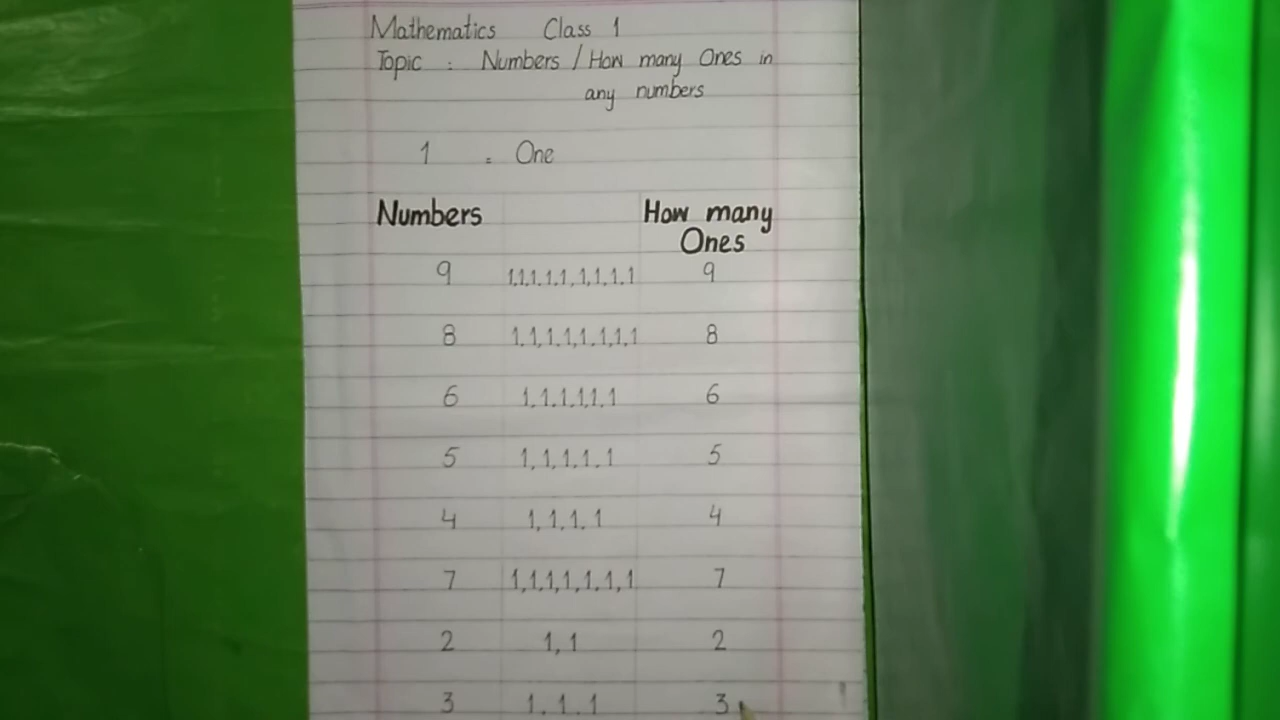 Mathematics Class 1
Topic : Numbers / How many Ones in
any numbers
1 = One
Numbers How many
Ones
9 1,1,1,1,1,1,1,1,1 9
8 1,1,1,1,1,1,1,1 8
6 1,1,1,1,1,1 6
5 1,1,1,1,1 5
4 1,1,1,1 4
7 1,1,1,1,1,1,1 7
2 1,1 2
3 1,1,1 3